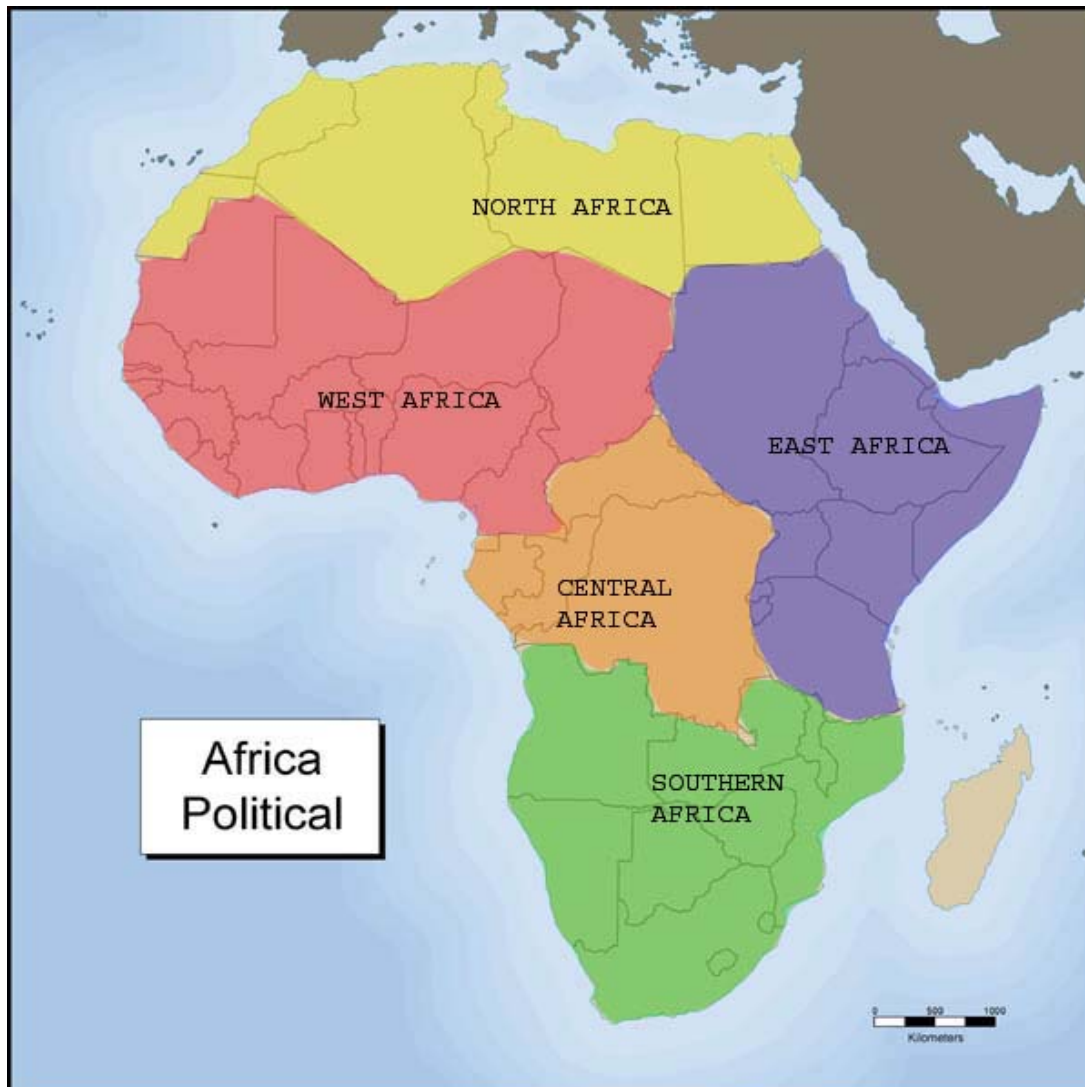 NORTH AFRICA
WEST AFRICA
EAST AFRICA
CENTRAL
AFRICA
SOUTHERN
AFRICA
Africa
Political
0 500 1000
Kilometers